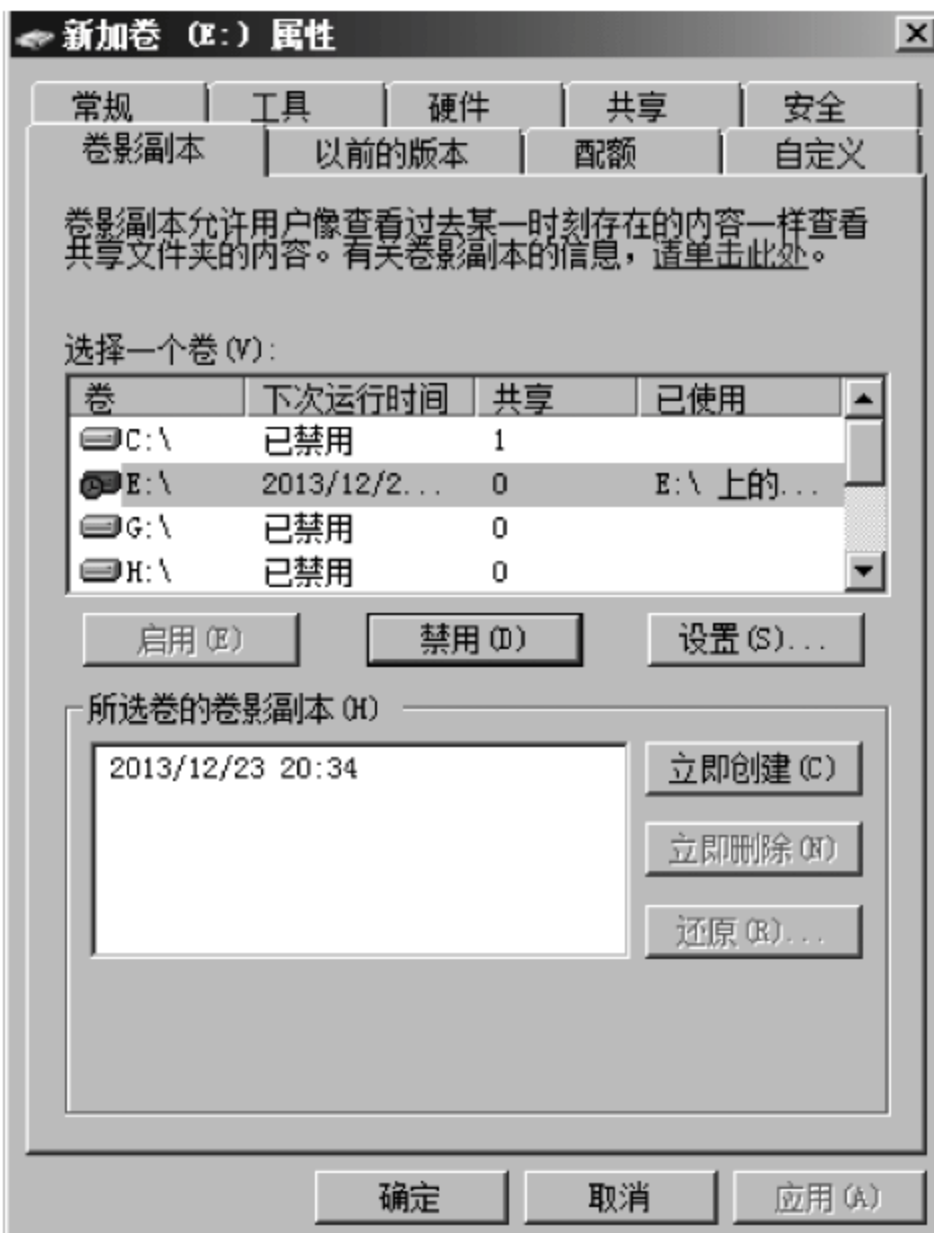 新加卷 (E:) 属性
常规 工具 硬件 共享 安全
卷影副本 以前的版本 配额 自定义
卷影副本允许用户像查看过去某一时刻存在的内容一样查看
共享文件夹的内容。有关卷影副本的信息，请单击此处。
选择一个卷(V):
卷 下次运行时间 共享 已使用
C:\ 已禁用 1
E:\ 2013/12/2... 0 E:\ 上的...
G:\ 已禁用 0
H:\ 已禁用 0
启用(E) 禁用(D) 设置(S)...
所选卷的卷影副本(H)
2013/12/23 20:34
立即创建(C)
立即删除(N)
还原(R)...
确定 取消 应用(A)